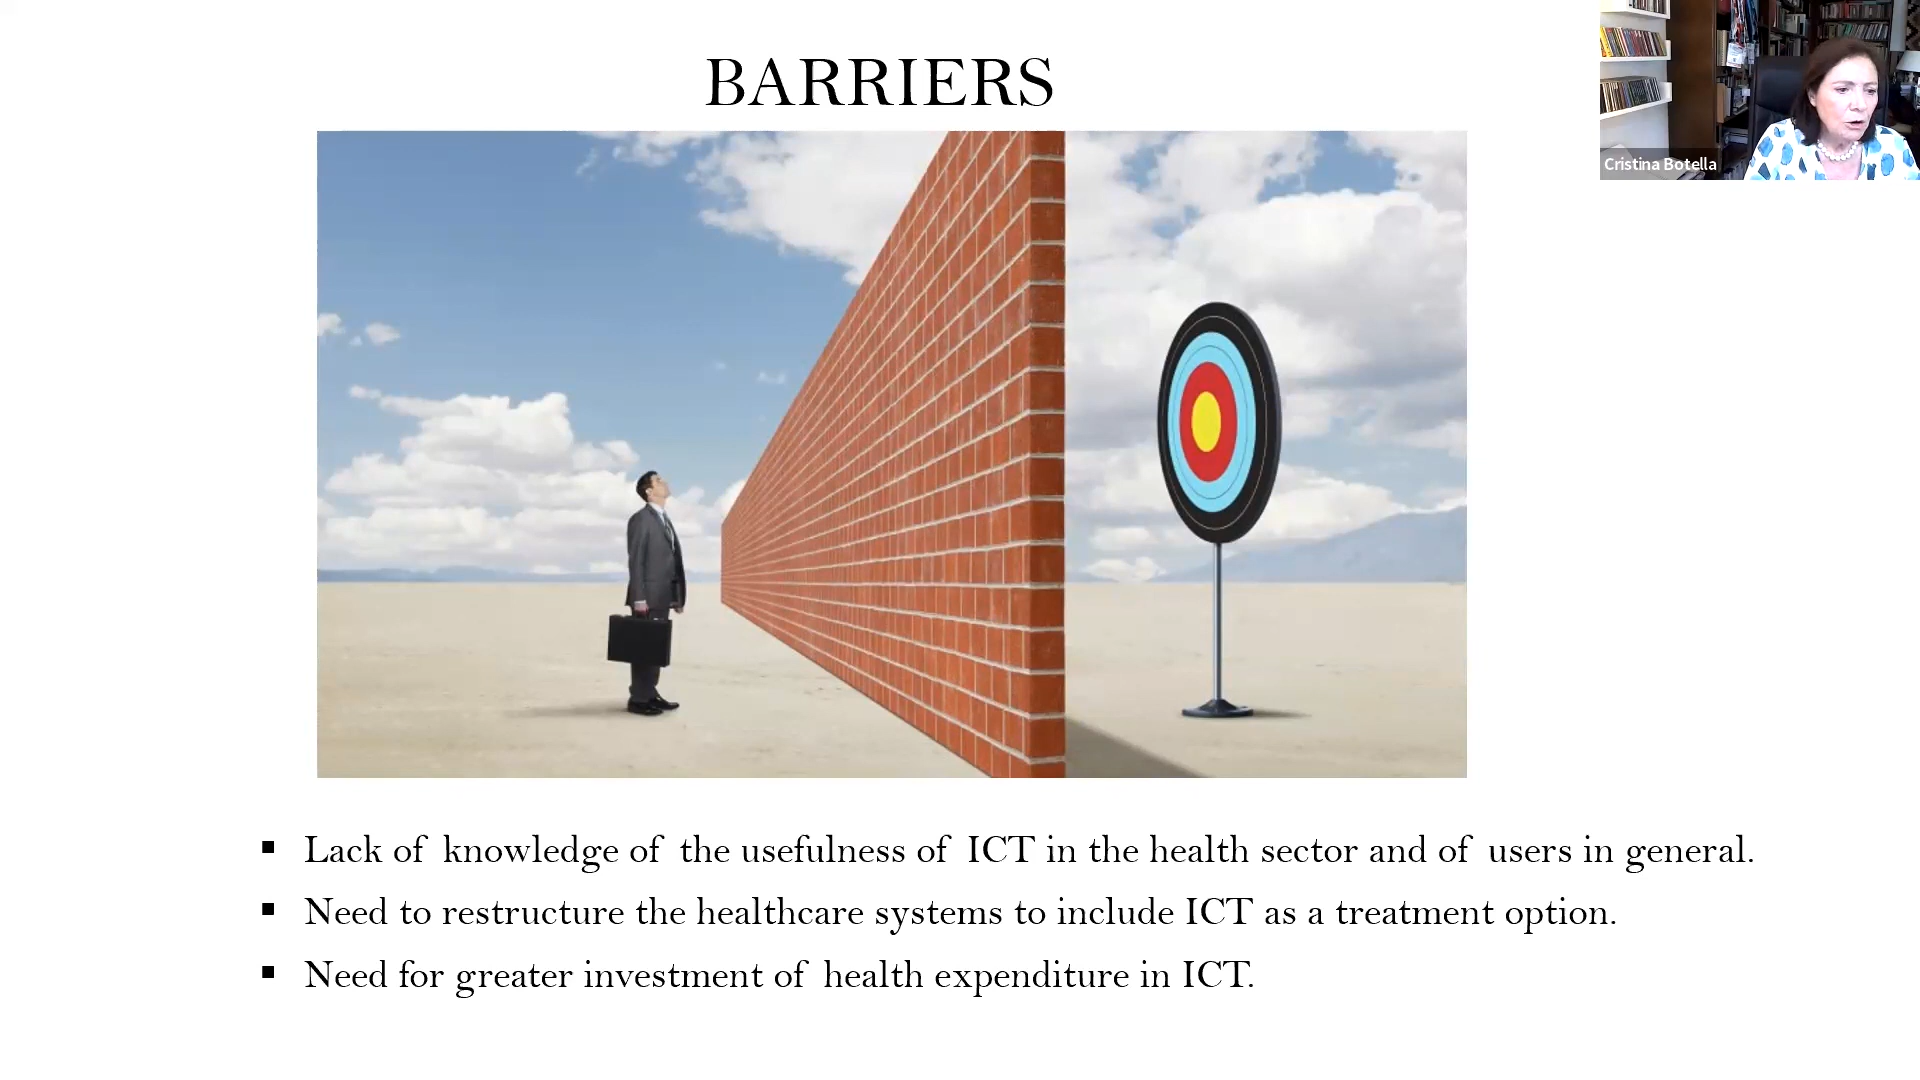 BARRIERS
Cristina Botella
▪ Lack of knowledge of the usefulness of ICT in the health sector and of users in general.
▪ Need to restructure the healthcare systems to include ICT as a treatment option.
▪ Need for greater investment of health expenditure in ICT.